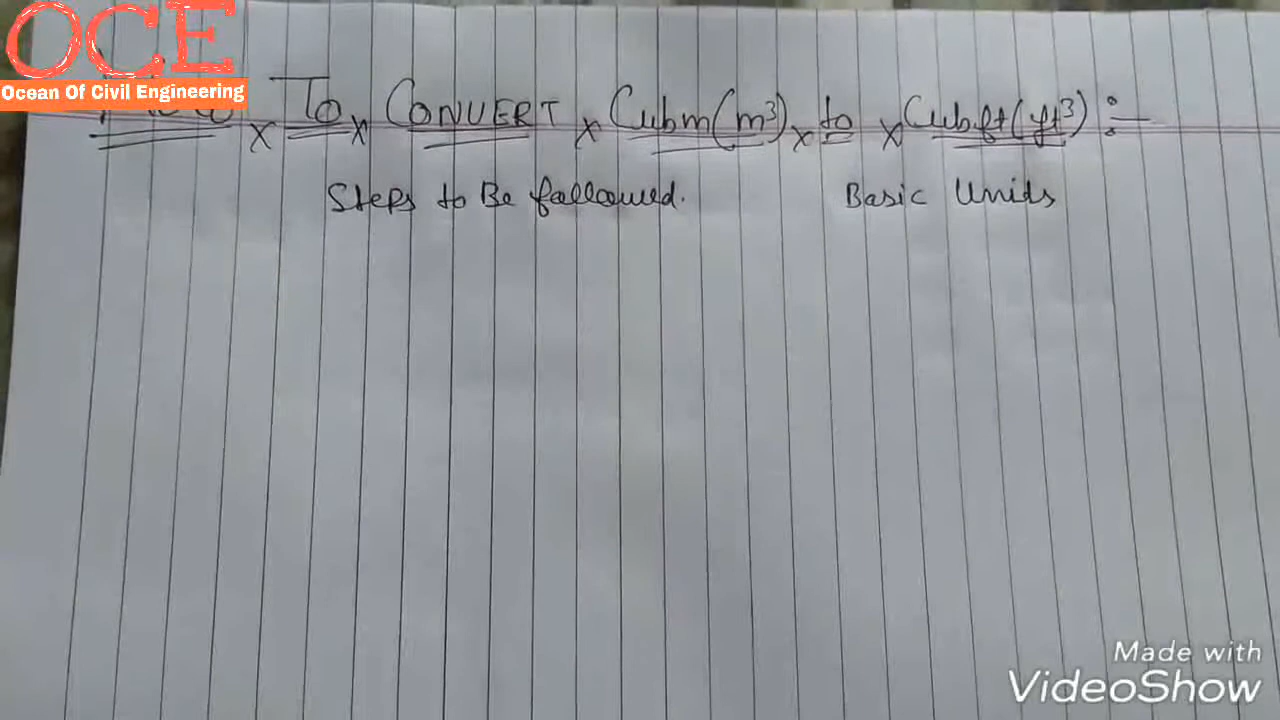 OCE
Ocean Of Civil Engineering
To x CONVERT x Cubm(m³) x to x Cubft(ft³) :-
Steps to Be followed. Basic Units
Made with
VideoShow